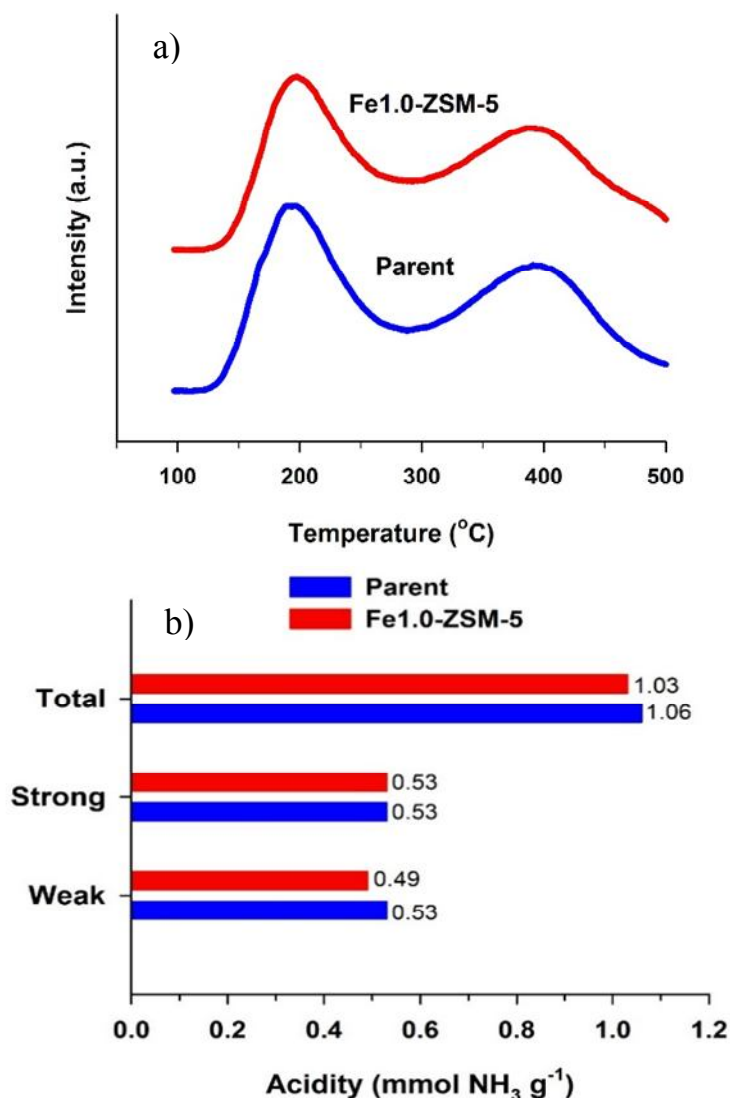 a)
Fe1.0-ZSM-5
Parent
Intensity (a.u.)
100 200 300 400 500
Temperature (°C)
Parent
Fe1.0-ZSM-5
b)
Total
1.03
1.06
Strong
0.53
0.53
Weak
0.49
0.53
0.0 0.2 0.4 0.6 0.8 1.0 1.2
Acidity (mmol NH₃ g⁻¹)